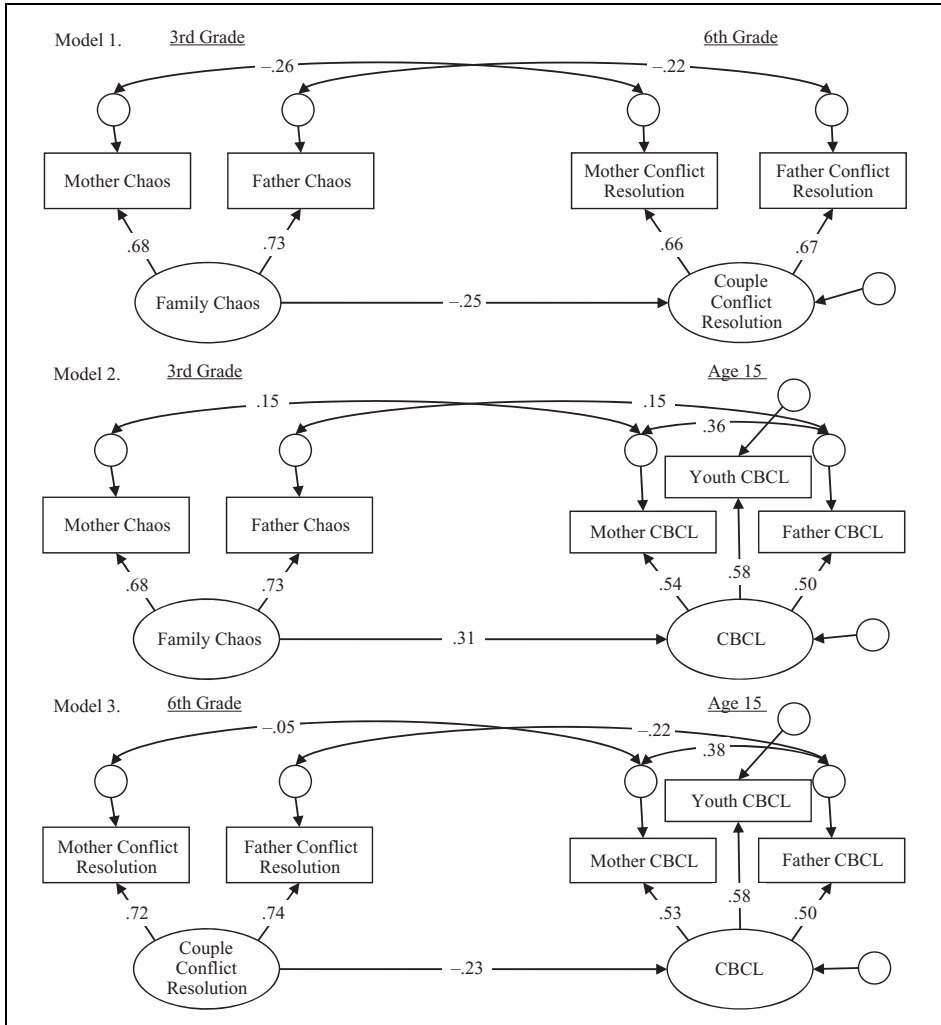 Model 1.
3rd Grade
6th Grade
–.26
–.22
Mother Chaos
Father Chaos
Mother Conflict
Resolution
Father Conflict
Resolution
.68
.73
.66
.67
Family Chaos
–.25
Couple
Conflict
Resolution
Model 2.
3rd Grade
Age 15
.15
.15
.36
Youth CBCL
Mother Chaos
Father Chaos
Mother CBCL
Father CBCL
.68
.73
.54
.58
.50
Family Chaos
.31
CBCL
Model 3.
6th Grade
Age 15
–.05
–.22
.38
Youth CBCL
Mother Conflict
Resolution
Father Conflict
Resolution
Mother CBCL
Father CBCL
.72
.74
.53
.58
.50
Couple
Conflict
Resolution
–.23
CBCL